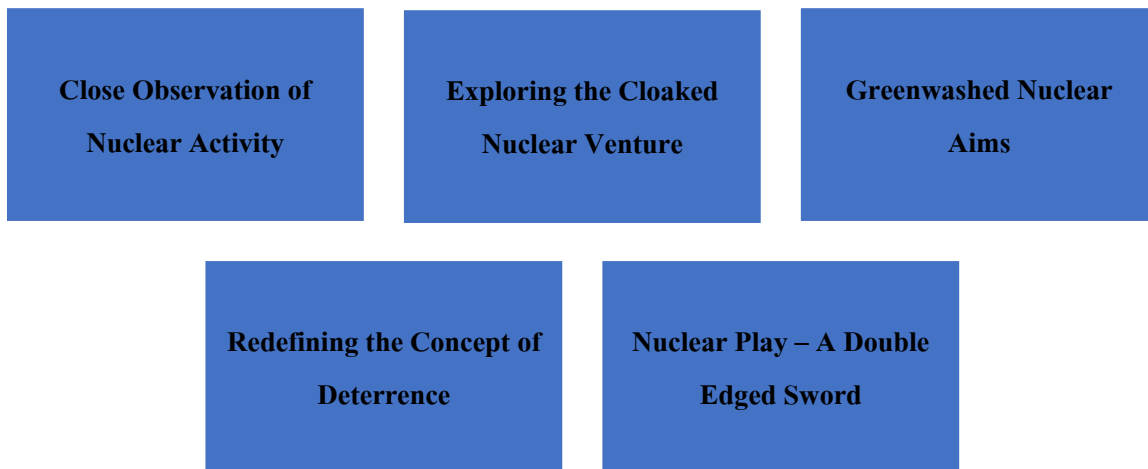 Close Observation of
Nuclear Activity
Exploring the Cloaked
Nuclear Venture
Greenwashed Nuclear
Aims
Redefining the Concept of
Deterrence
Nuclear Play – A Double
Edged Sword